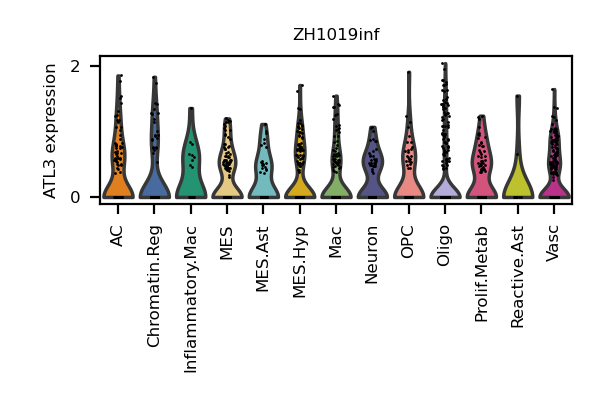 ZH1019inf
ATL3 expression
2
0
AC
Chromatin.Reg
Inflammatory.Mac
MES
MES.Ast
MES.Hyp
Mac
Neuron
OPC
Oligo
Prolif.Metab
Reactive.Ast
Vasc